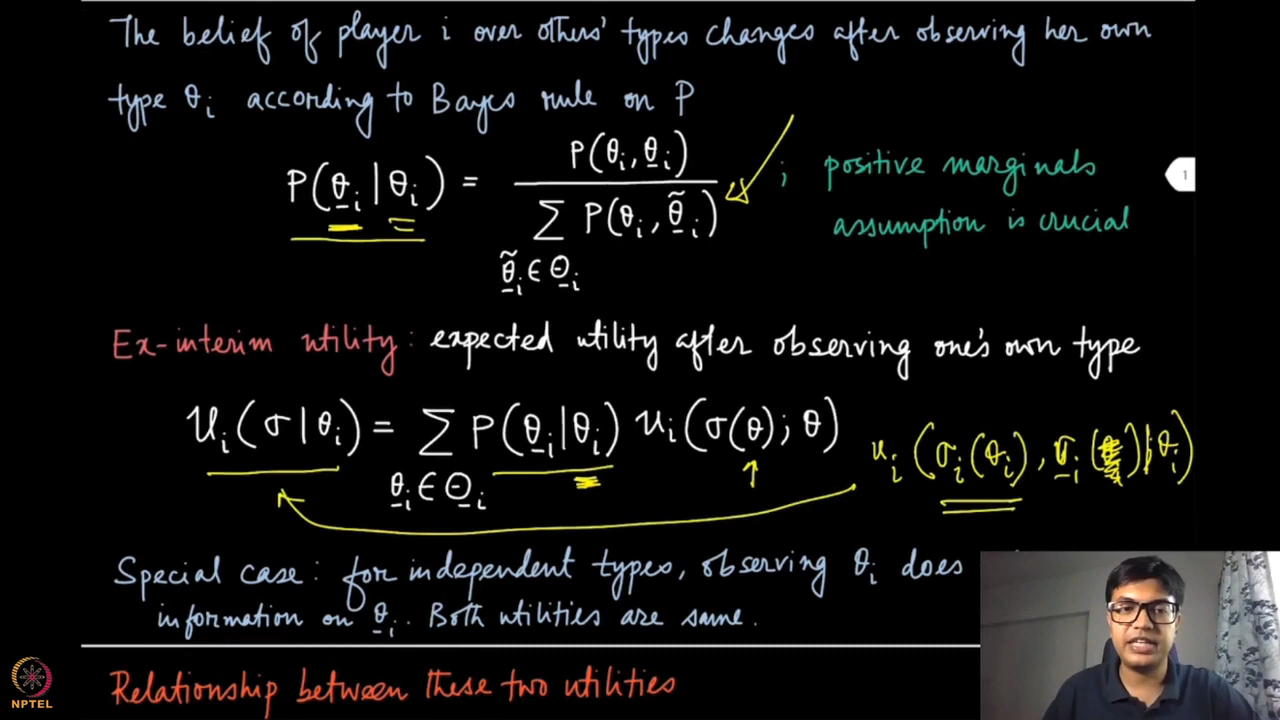 The belief of player i over others' types changes after observing her own
type θᵢ according to Bayes rule on P
P(θ̲ᵢ | θᵢ) = P(θᵢ, θ̲ᵢ) / ∑_{θ̲̃ᵢ ∈ Θ̲ᵢ} P(θᵢ, θ̲̃ᵢ) ; positive marginals
assumption is crucial
1
Ex-interim utility: expected utility after observing one's own type
uᵢ(σ | θᵢ) = ∑_{θ̲ᵢ ∈ Θ̲ᵢ} P(θ̲ᵢ | θᵢ) uᵢ(σ(θ); θ)
uᵢ(σᵢ(θᵢ), σ̲ᵢ( ) | θᵢ)
Special case: for independent types, observing θᵢ does
information on θ̲ᵢ. Both utilities are same.
Relationship between these two utilities
NPTEL